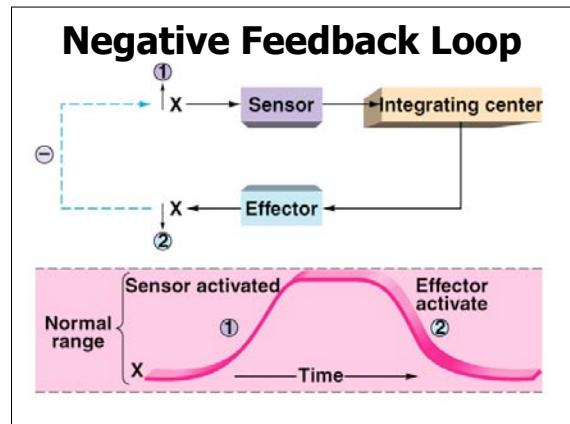 Negative Feedback Loop
①
X
Sensor
Integrating center
−
X
Effector
②
Sensor activated
Effector
activate
Normal
range
①
②
X
Time